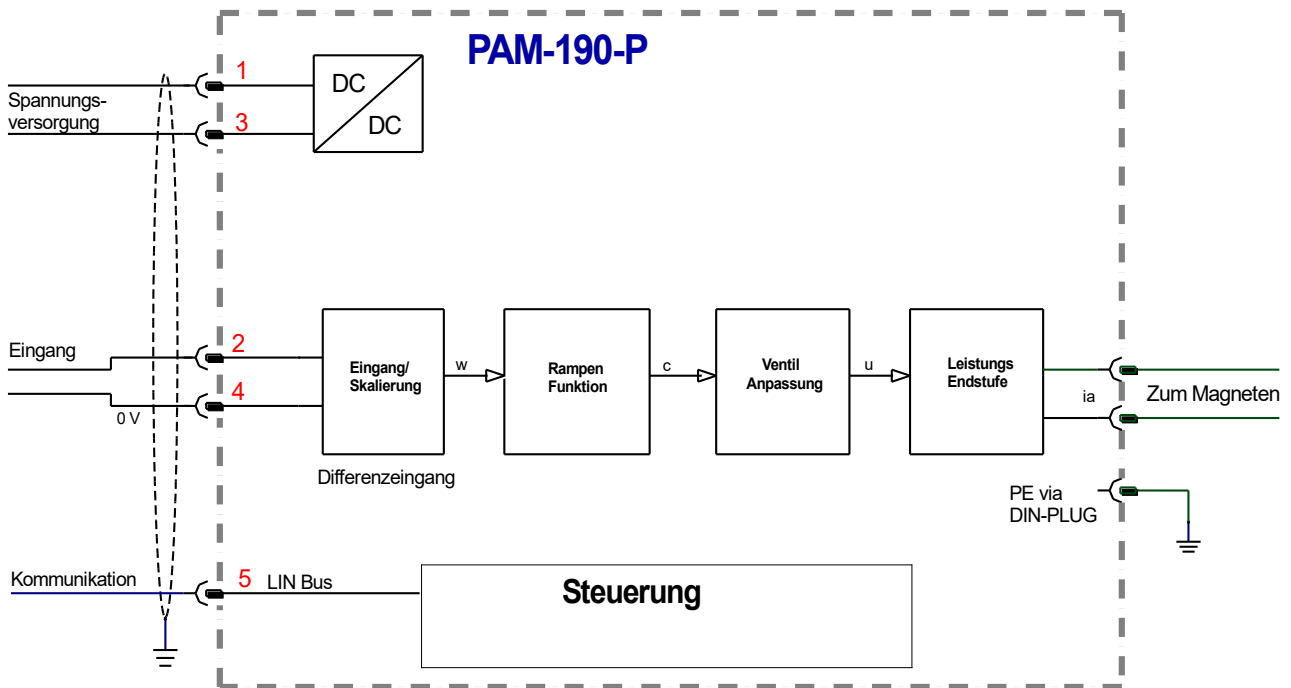 PAM-190-P
1
DC
Spannungs-
versorgung
3
DC
Eingang
2
4
0 V
Eingang/
Skalierung
w
Rampen
Funktion
c
Ventil
Anpassung
u
Leistungs
Endstufe
ia
Zum Magneten
Differenzeingang
PE via
DIN-PLUG
Kommunikation
5
LIN Bus
Steuerung